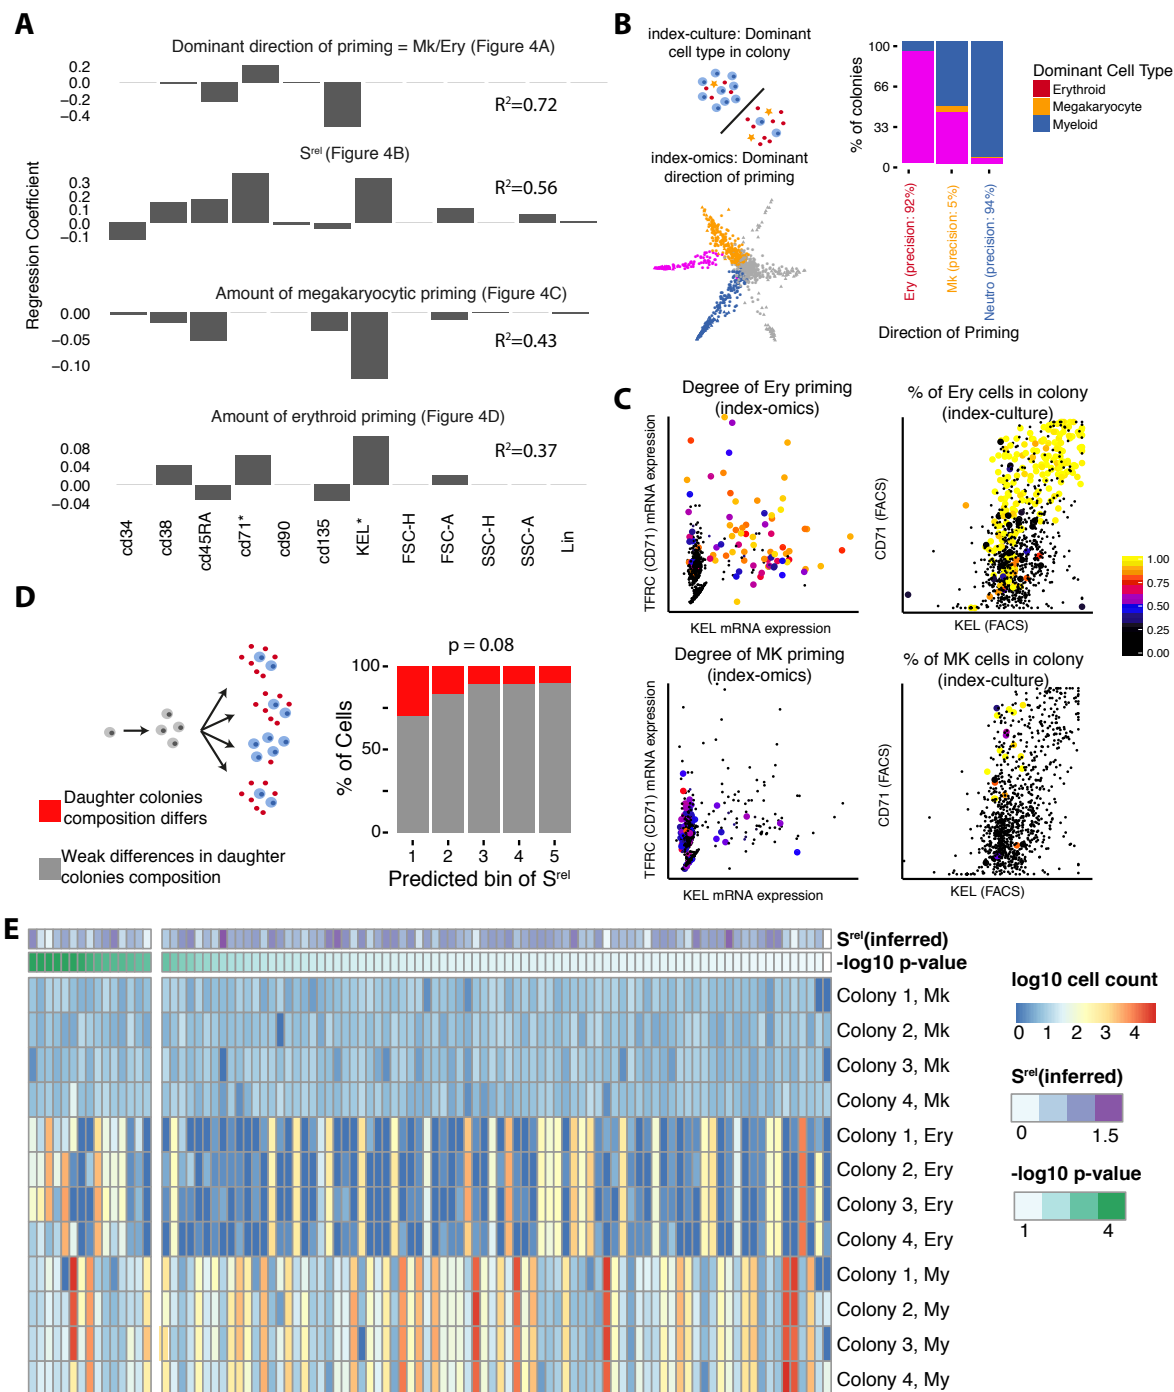 A
Dominant direction of priming = Mk/Ery (Figure 4A)
0.2
0.0
−0.2
−0.4
R²=0.72
Sʳᵉˡ (Figure 4B)
0.3
0.2
0.1
0.0
−0.1
R²=0.56
Regression Coefficient
Amount of megakaryocytic priming (Figure 4C)
0.00
−0.05
−0.10
R²=0.43
Amount of erythroid priming (Figure 4D)
0.08
0.04
0.00
−0.04
R²=0.37
cd34
cd38
cd45RA
cd71*
cd90
cd135
KEL*
FSC-H
FSC-A
SSC-H
SSC-A
Lin
B
index-culture: Dominant
cell type in colony
index-omics: Dominant
direction of priming
% of colonies
100
66
33
0
Ery (precision: 92%)
Mk (precision: 5%)
Neutro (precision: 94%)
Direction of Priming
Dominant Cell Type
Erythroid
Megakaryocyte
Myeloid
C
Degree of Ery priming
(index-omics)
TFRC (CD71) mRNA expression
KEL mRNA expression
% of Ery cells in colony
(index-culture)
CD71 (FACS)
KEL (FACS)
1.00
0.75
0.50
0.25
0.00
Degree of MK priming
(index-omics)
TFRC (CD71) mRNA expression
KEL mRNA expression
% of MK cells in colony
(index-culture)
CD71 (FACS)
KEL (FACS)
D
Daughter colonies
composition differs
Weak differences in daughter
colonies composition
p = 0.08
% of Cells
100
50
0
1
2
3
4
5
Predicted bin of Sʳᵉˡ
E
Sʳᵉˡ(inferred)
-log10 p-value
Colony 1, Mk
Colony 2, Mk
Colony 3, Mk
Colony 4, Mk
Colony 1, Ery
Colony 2, Ery
Colony 3, Ery
Colony 4, Ery
Colony 1, My
Colony 2, My
Colony 3, My
Colony 4, My
log10 cell count
0 1 2 3 4
Sʳᵉˡ(inferred)
0 1.5
-log10 p-value
1 4